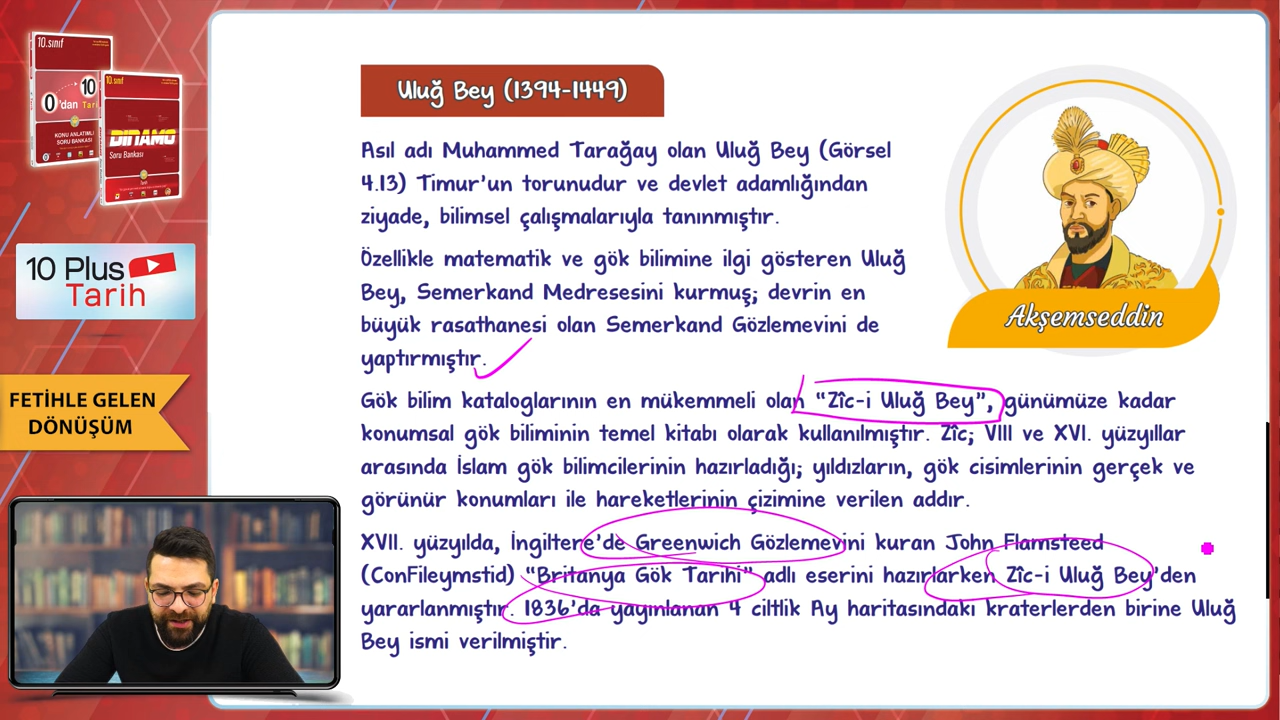 10.sınıf
0'dan 10
Tarih
KONU ANLATIMLI
SORU BANKASI
10.sınıf
DİNAMO
Soru Bankası
10 Plus
Tarih
FETİHLE GELEN
DÖNÜŞÜM
Uluğ Bey (1394-1449)
Asıl adı Muhammed Tarağay olan Uluğ Bey (Görsel
4.13) Timur'un torunudur ve devlet adamlığından
ziyade, bilimsel çalışmalarıyla tanınmıştır.
Özellikle matematik ve gök bilimine ilgi gösteren Uluğ
Bey, Semerkand Medresesini kurmuş; devrin en
büyük rasathanesi olan Semerkand Gözlemevini de
yaptırmıştır.
Akşemseddin
Gök bilim kataloglarının en mükemmeli olan "Zîc-i Uluğ Bey", günümüze kadar
konumsal gök biliminin temel kitabı olarak kullanılmıştır. Zîc; VIII ve XVI. yüzyıllar
arasında İslam gök bilimcilerinin hazırladığı; yıldızların, gök cisimlerinin gerçek ve
görünür konumları ile hareketlerinin çizimine verilen addır.
XVII. yüzyılda, İngiltere'de Greenwich Gözlemevini kuran John Flamsteed
(ConFileymstid) "Britanya Gök Tarihi" adlı eserini hazırlarken Zîc-i Uluğ Bey'den
yararlanmıştır. 1836'da yayınlanan 4 ciltlik Ay haritasındaki kraterlerden birine Uluğ
Bey ismi verilmiştir.